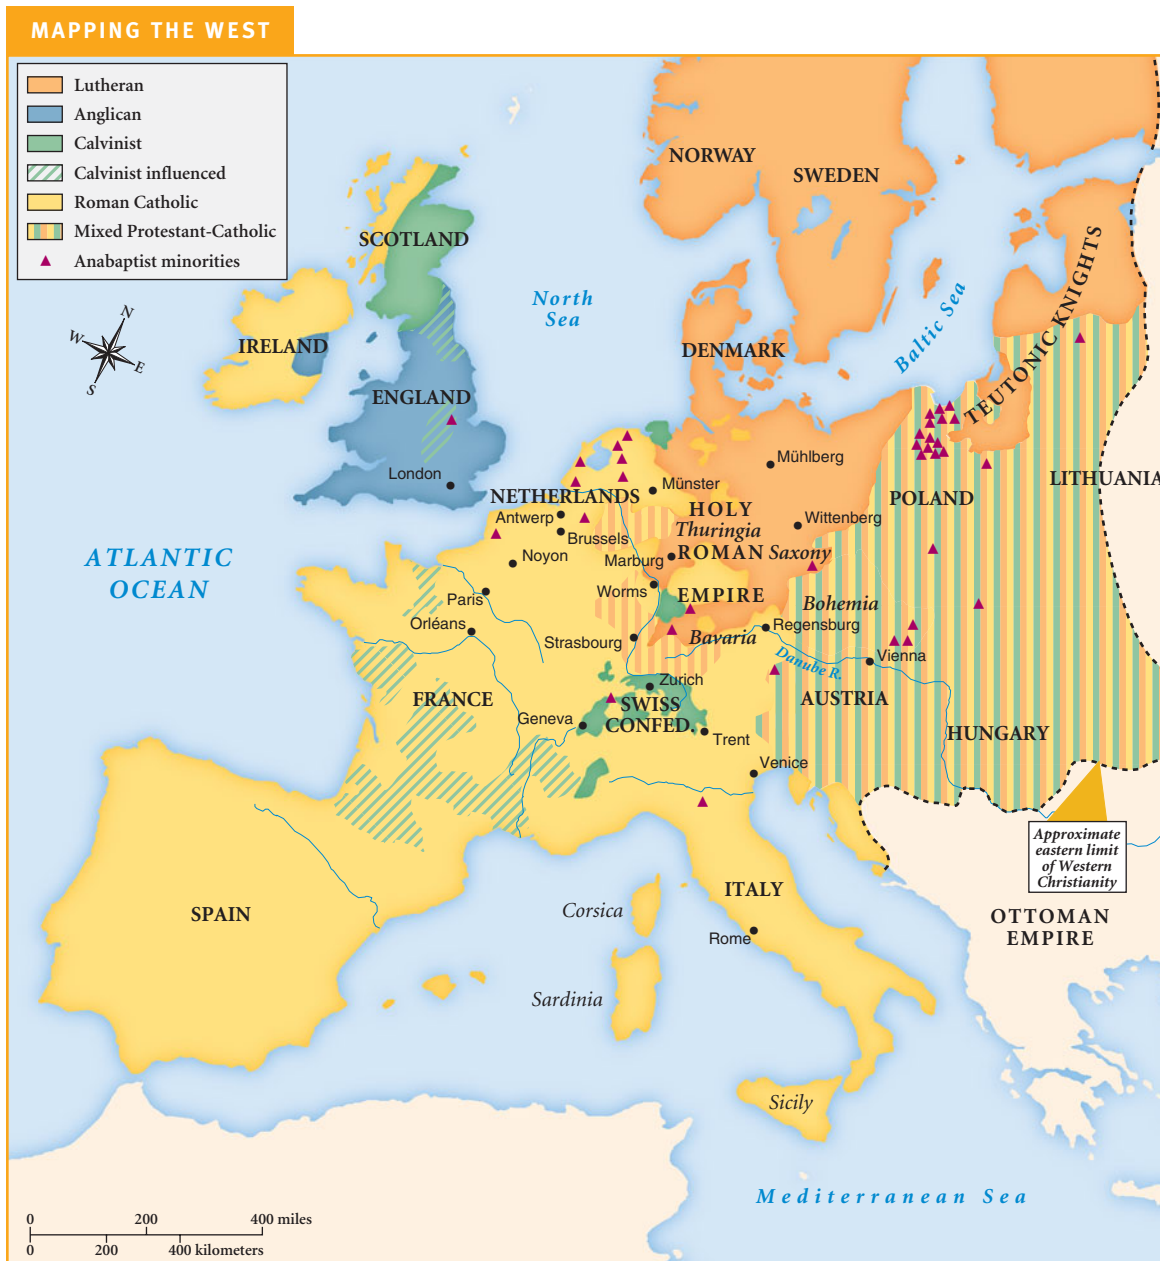 MAPPING THE WEST
Lutheran
Anglican
Calvinist
Calvinist influenced
Roman Catholic
Mixed Protestant-Catholic
Anabaptist minorities
N
W
E
S
NORWAY
SWEDEN
SCOTLAND
North
Sea
Baltic Sea
TEUTONIC KNIGHTS
IRELAND
DENMARK
ENGLAND
London
Mühlberg
Münster
NETHERLANDS
LITHUANIA
POLAND
HOLY
Antwerp
Thuringia
Wittenberg
Brussels
ATLANTIC
OCEAN
Noyon
Marburg
ROMAN
Saxony
Worms
EMPIRE
Paris
Bohemia
Orléans
Regensburg
Strasbourg
Bavaria
Danube R.
Vienna
Zurich
FRANCE
SWISS
CONFED.
AUSTRIA
Geneva
Trent
HUNGARY
Venice
Approximate
eastern limit
of Western
Christianity
ITALY
Corsica
SPAIN
OTTOMAN
EMPIRE
Rome
Sardinia
Sicily
Mediterranean Sea
0 200 400 miles
0 200 400 kilometers